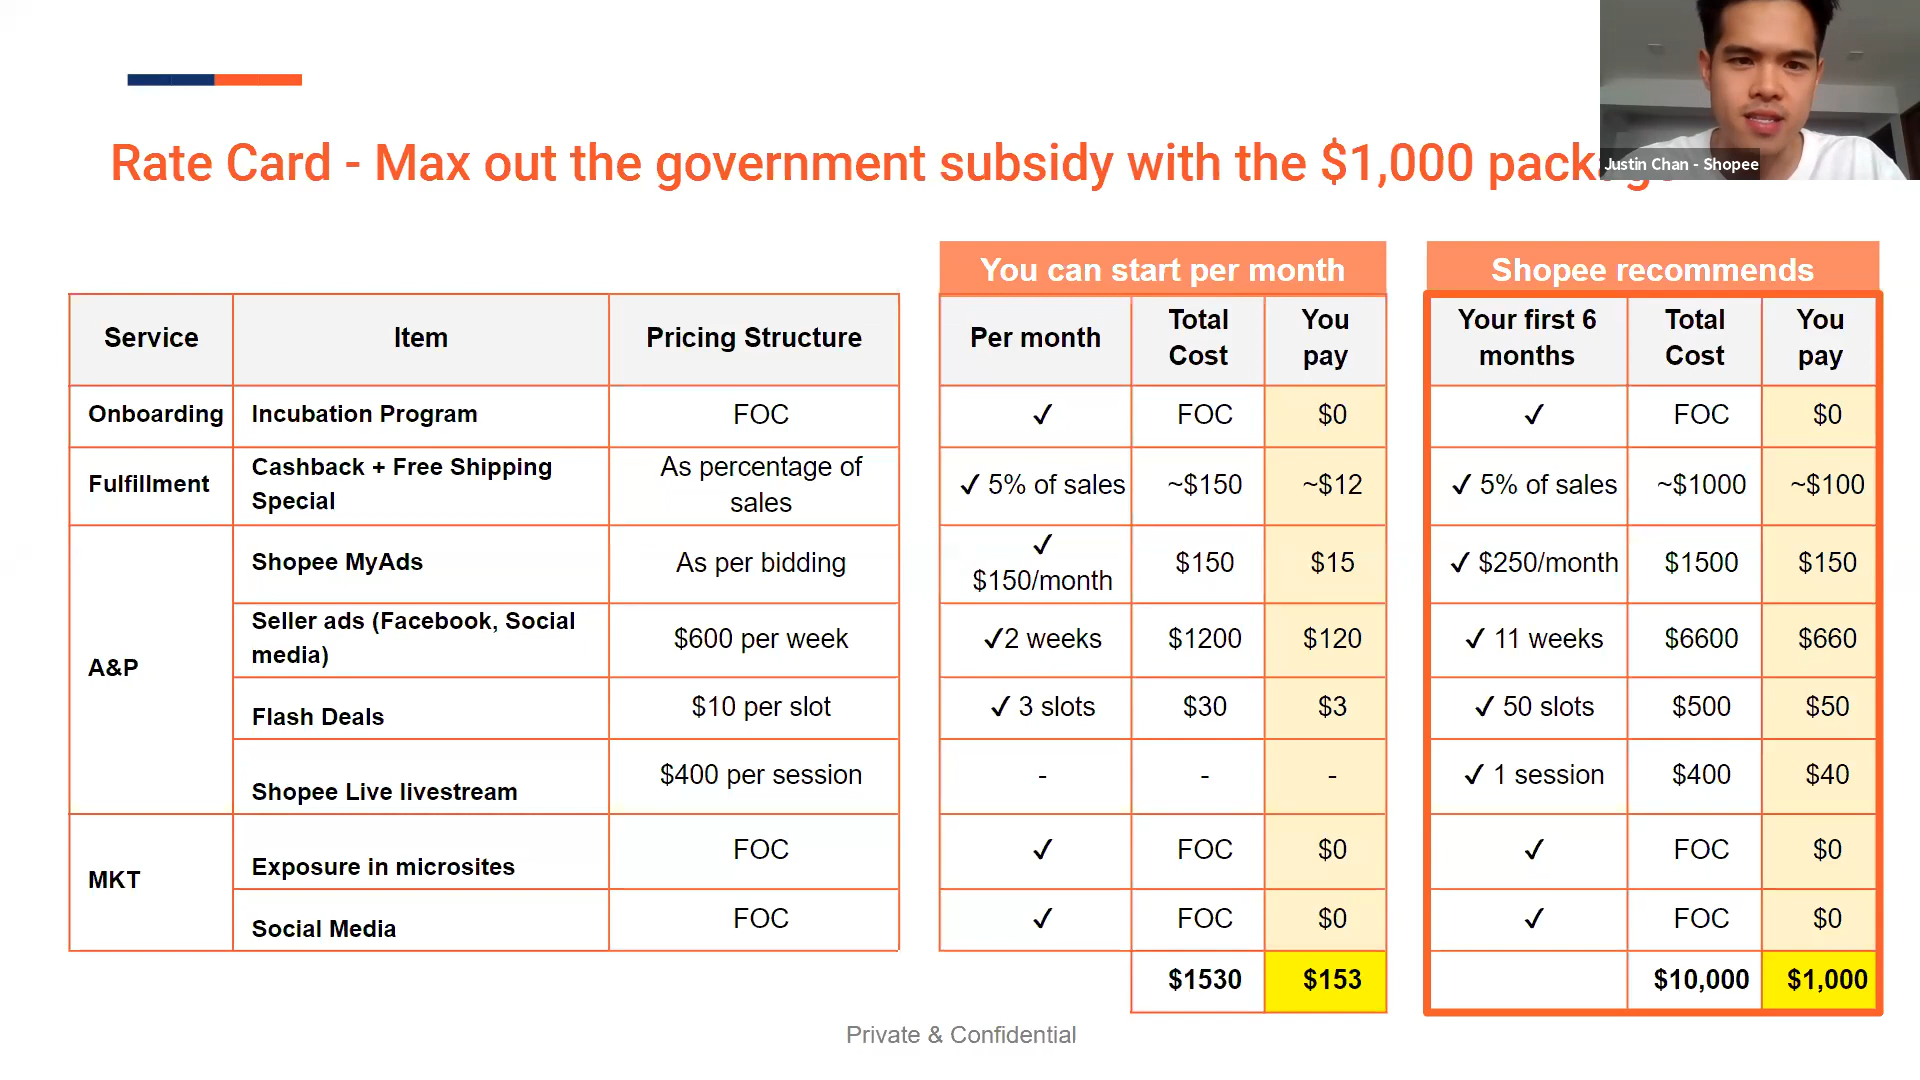 Justin Chan - Shopee
Rate Card - Max out the government subsidy with the $1,000
You can start per month
Shopee recommends
Service Item Pricing Structure Per month Total Cost You pay Your first 6 months Total Cost You pay
Onboarding Incubation Program FOC ✓ FOC $0 ✓ FOC $0
Fulfillment Cashback + Free Shipping Special As percentage of sales ✓ 5% of sales ~$150 ~$12 ✓ 5% of sales ~$1000 ~$100
A&P
Shopee MyAds As per bidding ✓ $150/month $150 $15 ✓ $250/month $1500 $150
Seller ads (Facebook, Social media) $600 per week ✓2 weeks $1200 $120 ✓ 11 weeks $6600 $660
Flash Deals $10 per slot ✓ 3 slots $30 $3 ✓ 50 slots $500 $50
Shopee Live livestream $400 per session - - - ✓ 1 session $400 $40
MKT
Exposure in microsites FOC ✓ FOC $0 ✓ FOC $0
Social Media FOC ✓ FOC $0 ✓ FOC $0
$1530 $153 $10,000 $1,000
Private & Confidential